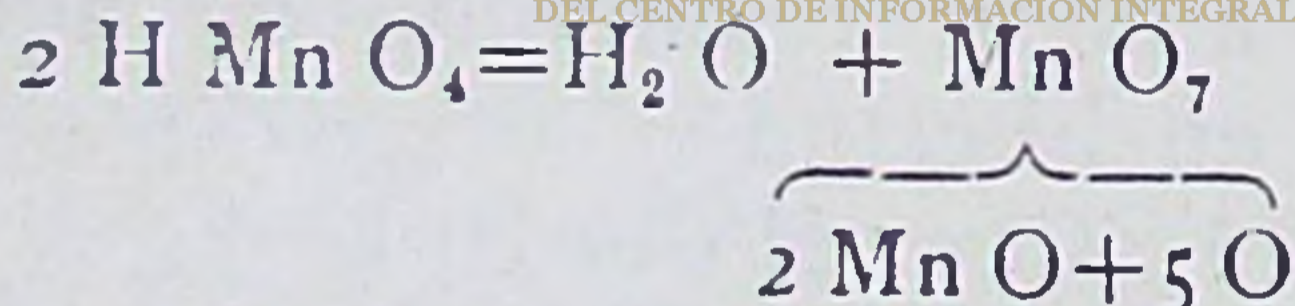 DEL CENTRO DE INFORMACION INTEGRAL
2 H Mn O₄=H₂ O + Mn O₇
2 Mn O+5 O